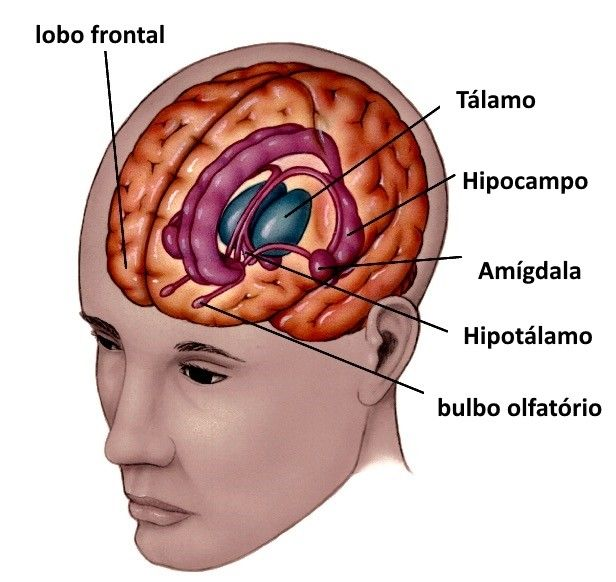 lobo frontal
Tálamo
Hipocampo
Amígdala
Hipotálamo
bulbo olfatório